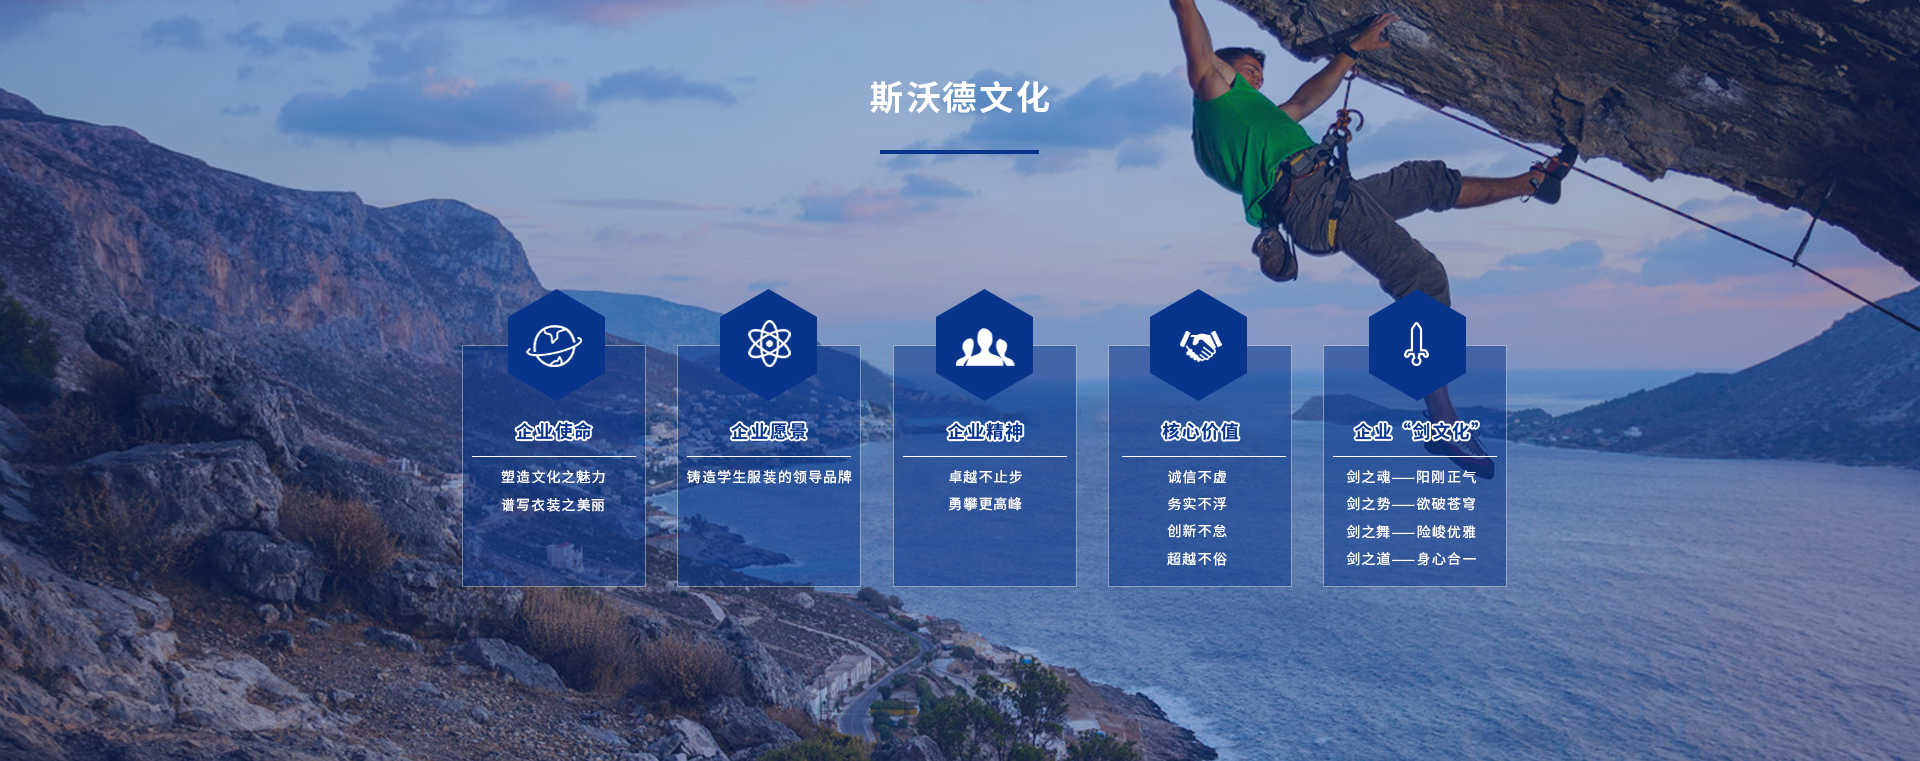 斯沃德文化
企业使命
塑造文化之魅力
谱写衣装之美丽
企业愿景
铸造学生服装的领导品牌
企业精神
卓越不止步
勇攀更高峰
核心价值
诚信不虚
务实不浮
创新不怠
超越不俗
企业“剑文化”
剑之魂——阳刚正气
剑之势——欲破苍穹
剑之舞——险峻优雅
剑之道——身心合一